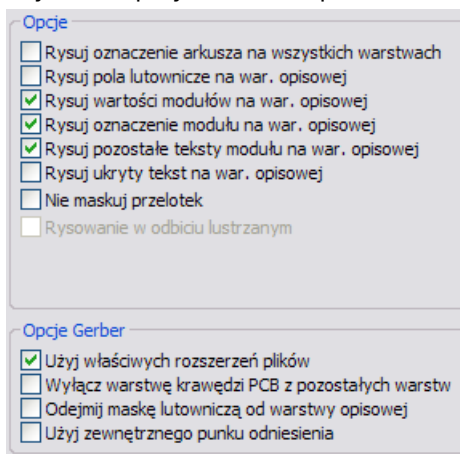 Opcje
Rysuj oznaczenie arkusza na wszystkich warstwach
Rysuj pola lutownicze na war. opisowej
Rysuj wartości modułów na war. opisowej
Rysuj oznaczenie modułu na war. opisowej
Rysuj pozostałe teksty modułu na war. opisowej
Rysuj ukryty tekst na war. opisowej
Nie maskuj przelotek
Rysowanie w odbiciu lustrzanym
Opcje Gerber
Użyj właściwych rozszerzeń plików
Wyłącz warstwę krawędzi PCB z pozostałych warstw
Odejmij maskę lutowniczą od warstwy opisowej
Użyj zewnętrznego punku odniesienia